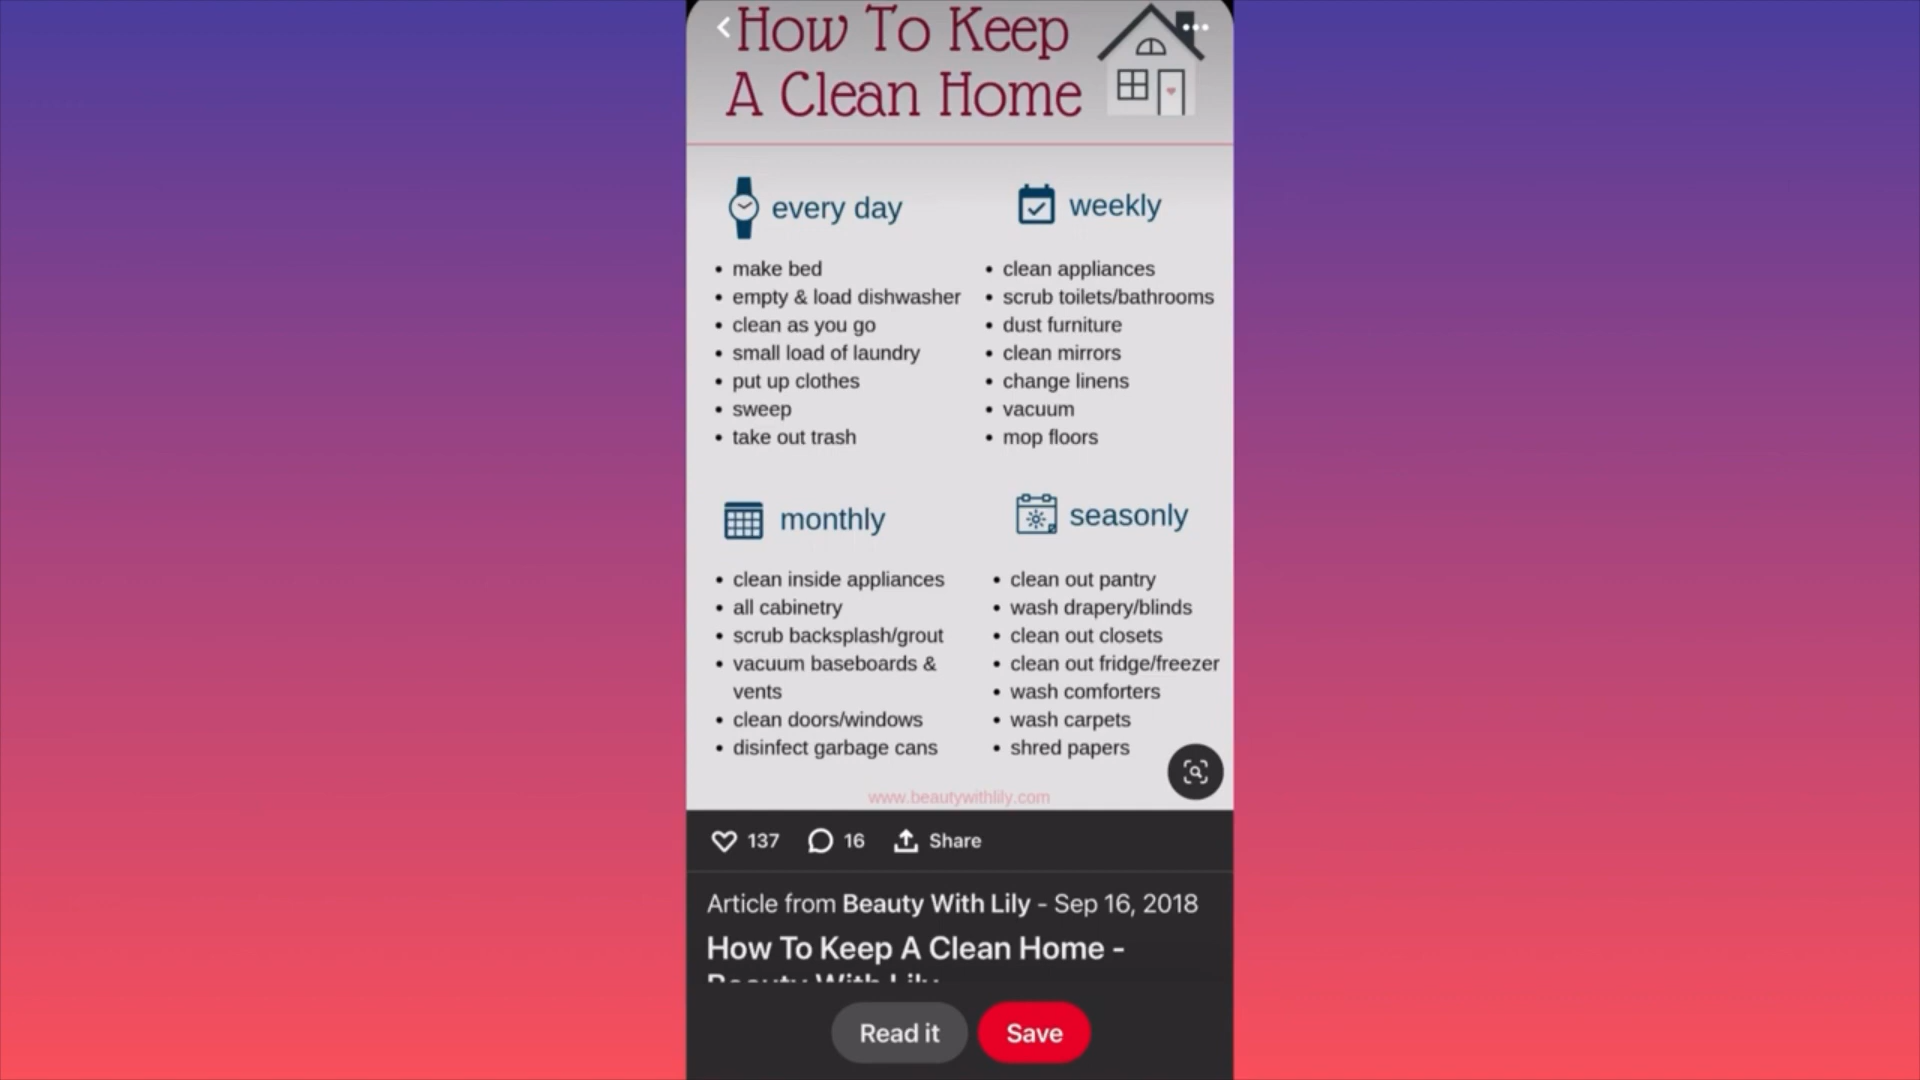 How To Keep
A Clean Home
every day
make bed
empty & load dishwasher
clean as you go
small load of laundry
put up clothes
sweep
take out trash
weekly
clean appliances
scrub toilets/bathrooms
dust furniture
clean mirrors
change linens
vacuum
mop floors
monthly
clean inside appliances
all cabinetry
scrub backsplash/grout
vacuum baseboards &
vents
clean doors/windows
disinfect garbage cans
seasonly
clean out pantry
wash drapery/blinds
clean out closets
clean out fridge/freezer
wash comforters
wash carpets
shred papers
www.beautywithlily.com
137 16 Share
Article from Beauty With Lily - Sep 16, 2018
How To Keep A Clean Home -
Beauty With Lily
Read it Save